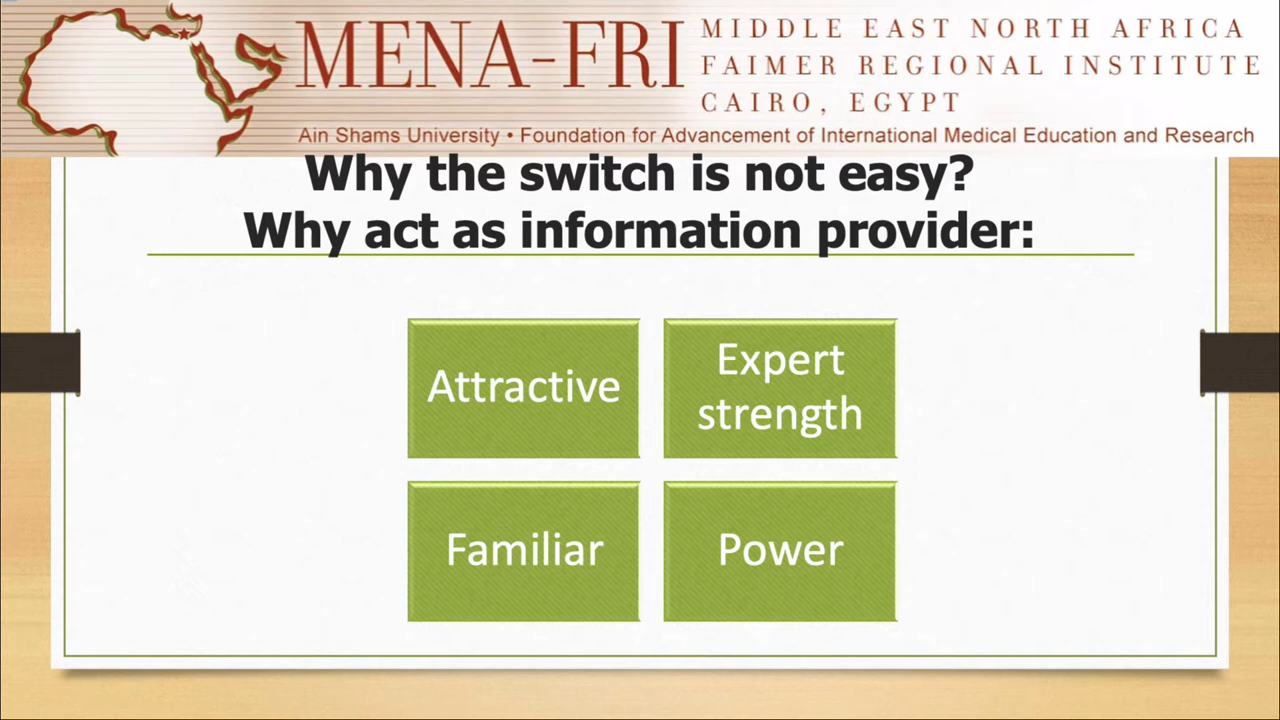 MENA-FRI
MIDDLE EAST NORTH AFRICA
FAIMER REGIONAL INSTITUTE
CAIRO, EGYPT
Ain Shams University • Foundation for Advancement of International Medical Education and Research
Why the switch is not easy?
Why act as information provider:
Attractive
Expert
strength
Familiar
Power